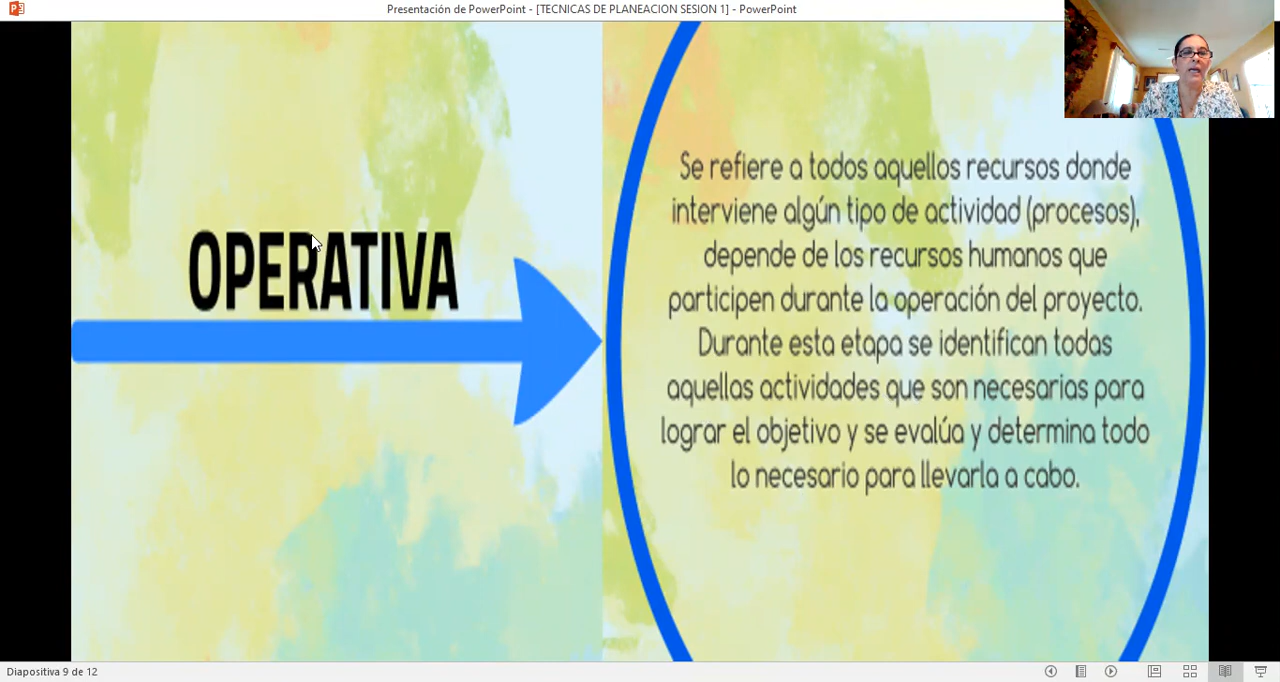 Presentación de PowerPoint - [TECNICAS DE PLANEACION SESION 1] - PowerPoint
OPERATIVA
Se refiere a todos aquellos recursos donde
interviene algún tipo de actividad (procesos),
depende de los recursos humanos que
participen durante la operación del proyecto.
Durante esta etapa se identifican todas
aquellas actividades que son necesarias para
lograr el objetivo y se evalúa y determina todo
lo necesario para llevarla a cabo.
Diapositiva 9 de 12